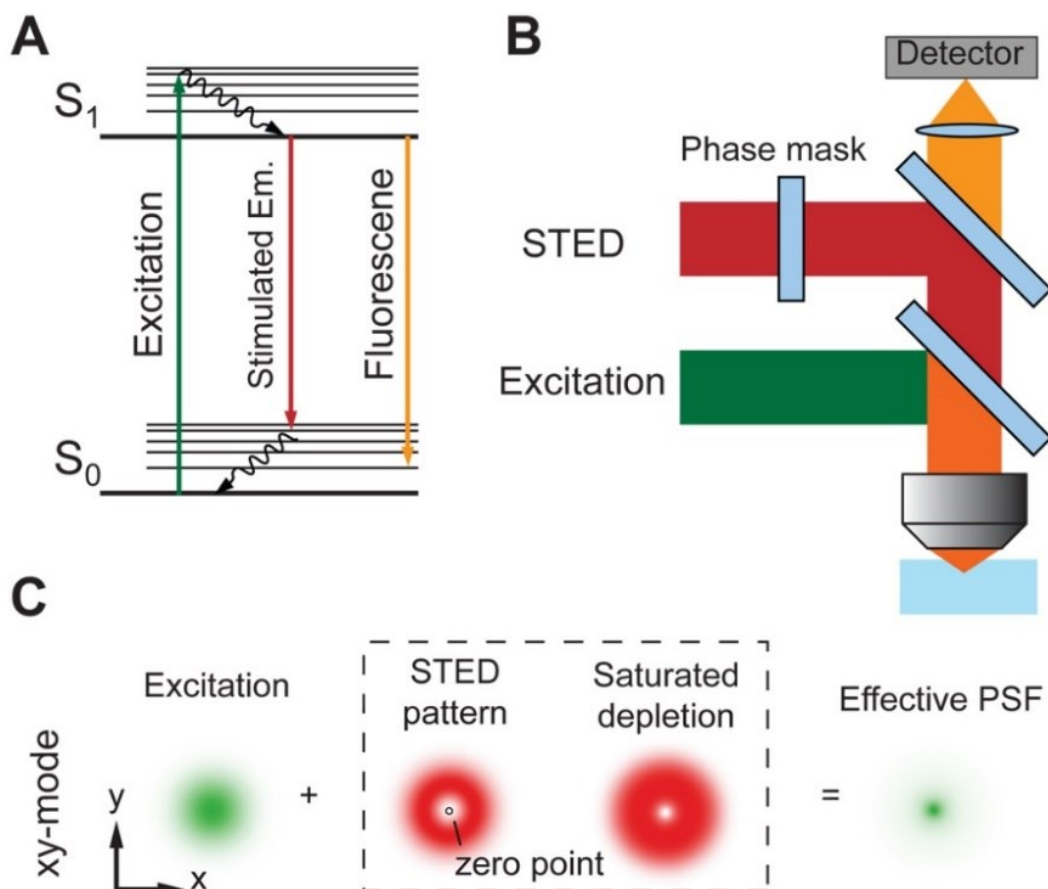 A
S1
Excitation
Stimulated Em.
Fluorescene
S0
B
Detector
Phase mask
STED
Excitation
C
xy-mode
y
x
Excitation
+
STED
pattern
zero point
Saturated
depletion
=
Effective PSF